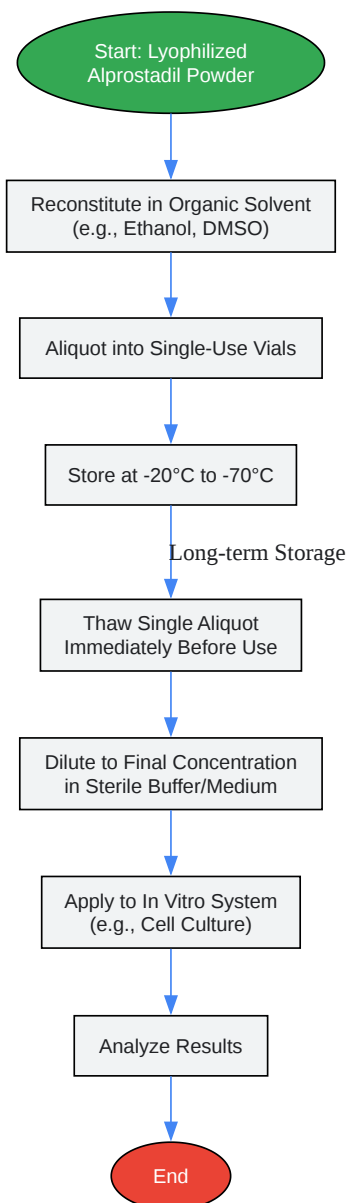 Start: Lyophilized
Alprostadil Powder
Reconstitute in Organic Solvent
(e.g., Ethanol, DMSO)
Aliquot into Single-Use Vials
Store at -20°C to -70°C
Long-term Storage
Thaw Single Aliquot
Immediately Before Use
Dilute to Final Concentration
in Sterile Buffer/Medium
Apply to In Vitro System
(e.g., Cell Culture)
Analyze Results
End